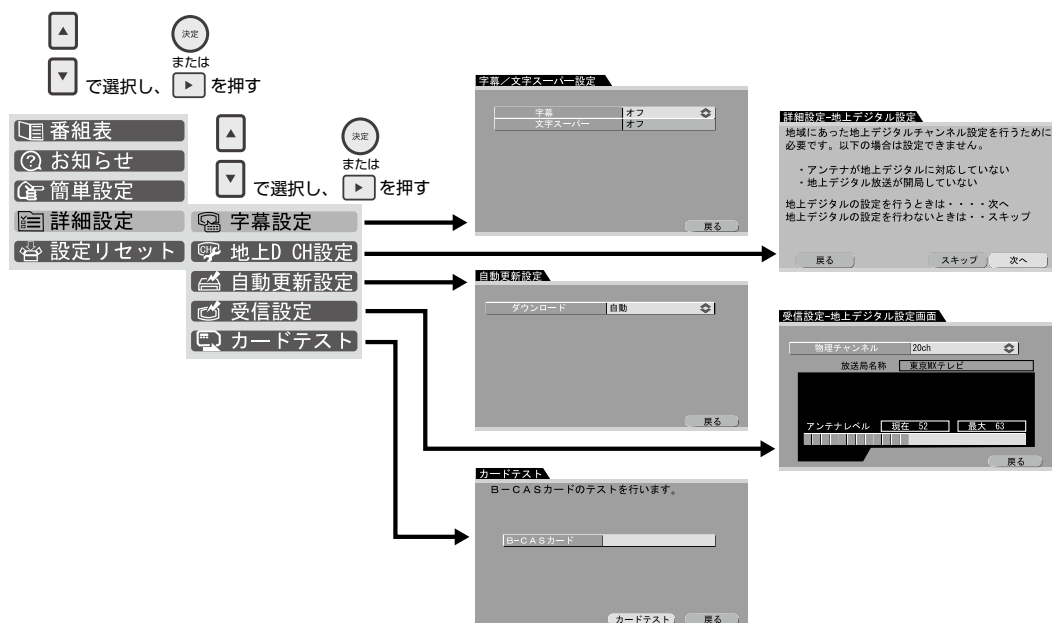 決定
または
で選択し、 を押す
番組表
お知らせ
簡単設定
詳細設定
設定リセット
決定
または
で選択し、 を押す
字幕設定
地上D CH設定
自動更新設定
受信設定
カードテスト
字幕／文字スーパー設定
字幕 オフ
文字スーパー オフ
戻る
詳細設定-地上デジタル設定
地域にあった地上デジタルチャンネル設定を行うために
必要です。以下の場合は設定できません。
・アンテナが地上デジタルに対応していない
・地上デジタル放送が開局していない
地上デジタルの設定を行うときは・・・・次へ
地上デジタルの設定を行わないときは・・スキップ
戻る スキップ 次へ
自動更新設定
ダウンロード 自動
戻る
受信設定-地上デジタル設定画面
物理チャンネル 20ch
放送局名称 東京MXテレビ
アンテナレベル 現在 52 最大 63
戻る
カードテスト
B－CASカードのテストを行います。
B-CASカード
カードテスト 戻る